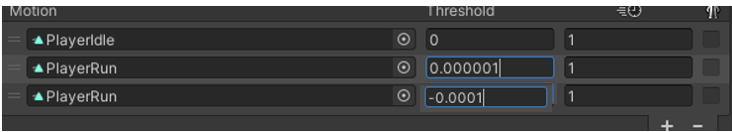 Motion Threshold
PlayerIdle 0 1
PlayerRun 0.000001 1
PlayerRun -0.0001 1